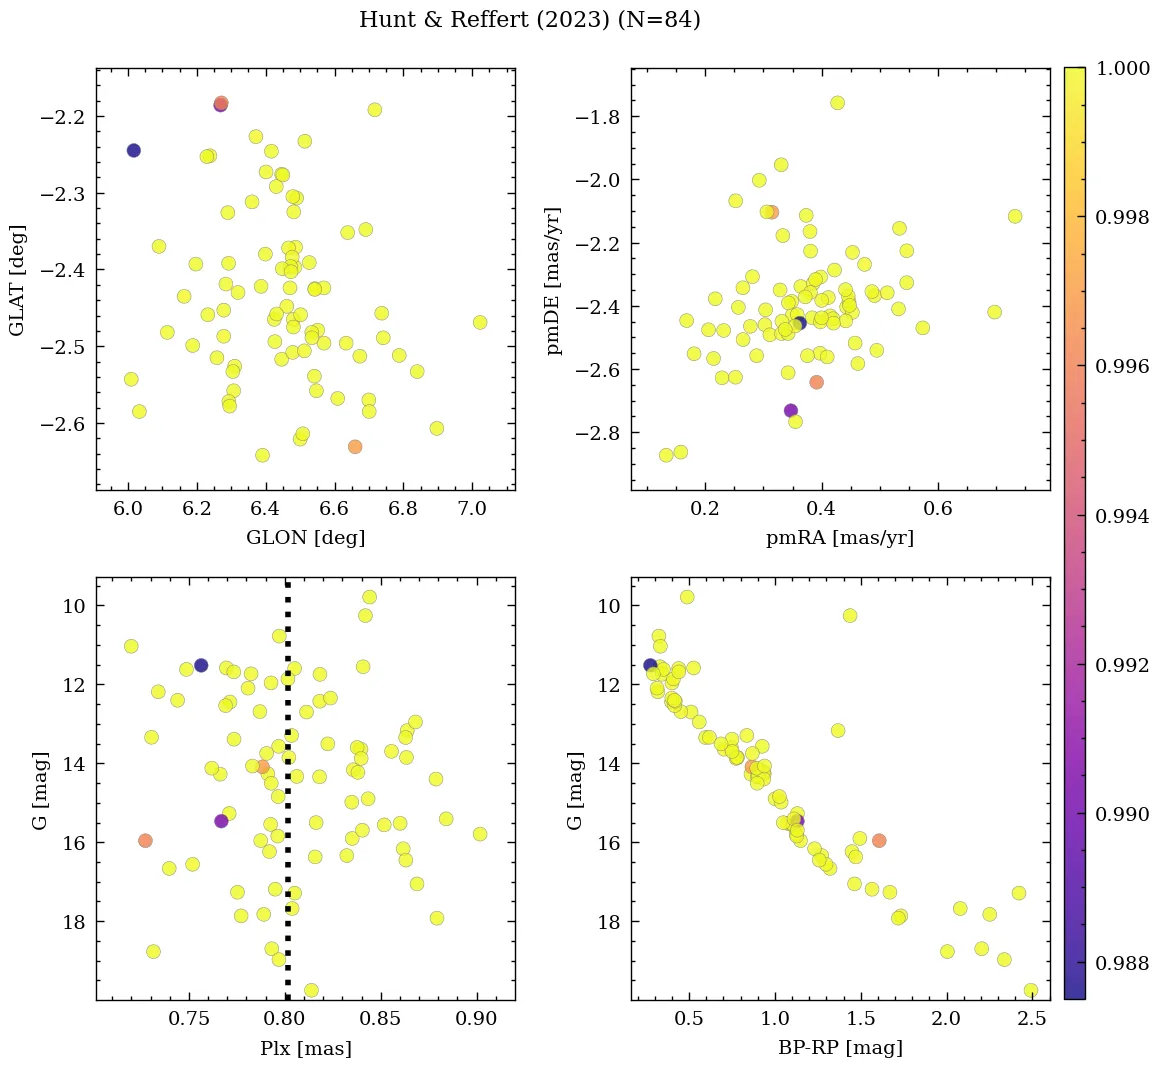 Hunt & Reffert (2023) (N=84)
GLAT [deg]
−2.2
−2.3
−2.4
−2.5
−2.6
6.0 6.2 6.4 6.6 6.8 7.0
GLON [deg]
pmDE [mas/yr]
−1.8
−2.0
−2.2
−2.4
−2.6
−2.8
0.2 0.4 0.6
pmRA [mas/yr]
1.000
0.998
0.996
0.994
0.992
0.990
0.988
G [mag]
10
12
14
16
18
0.75 0.80 0.85 0.90
Plx [mas]
G [mag]
10
12
14
16
18
0.5 1.0 1.5 2.0 2.5
BP-RP [mag]